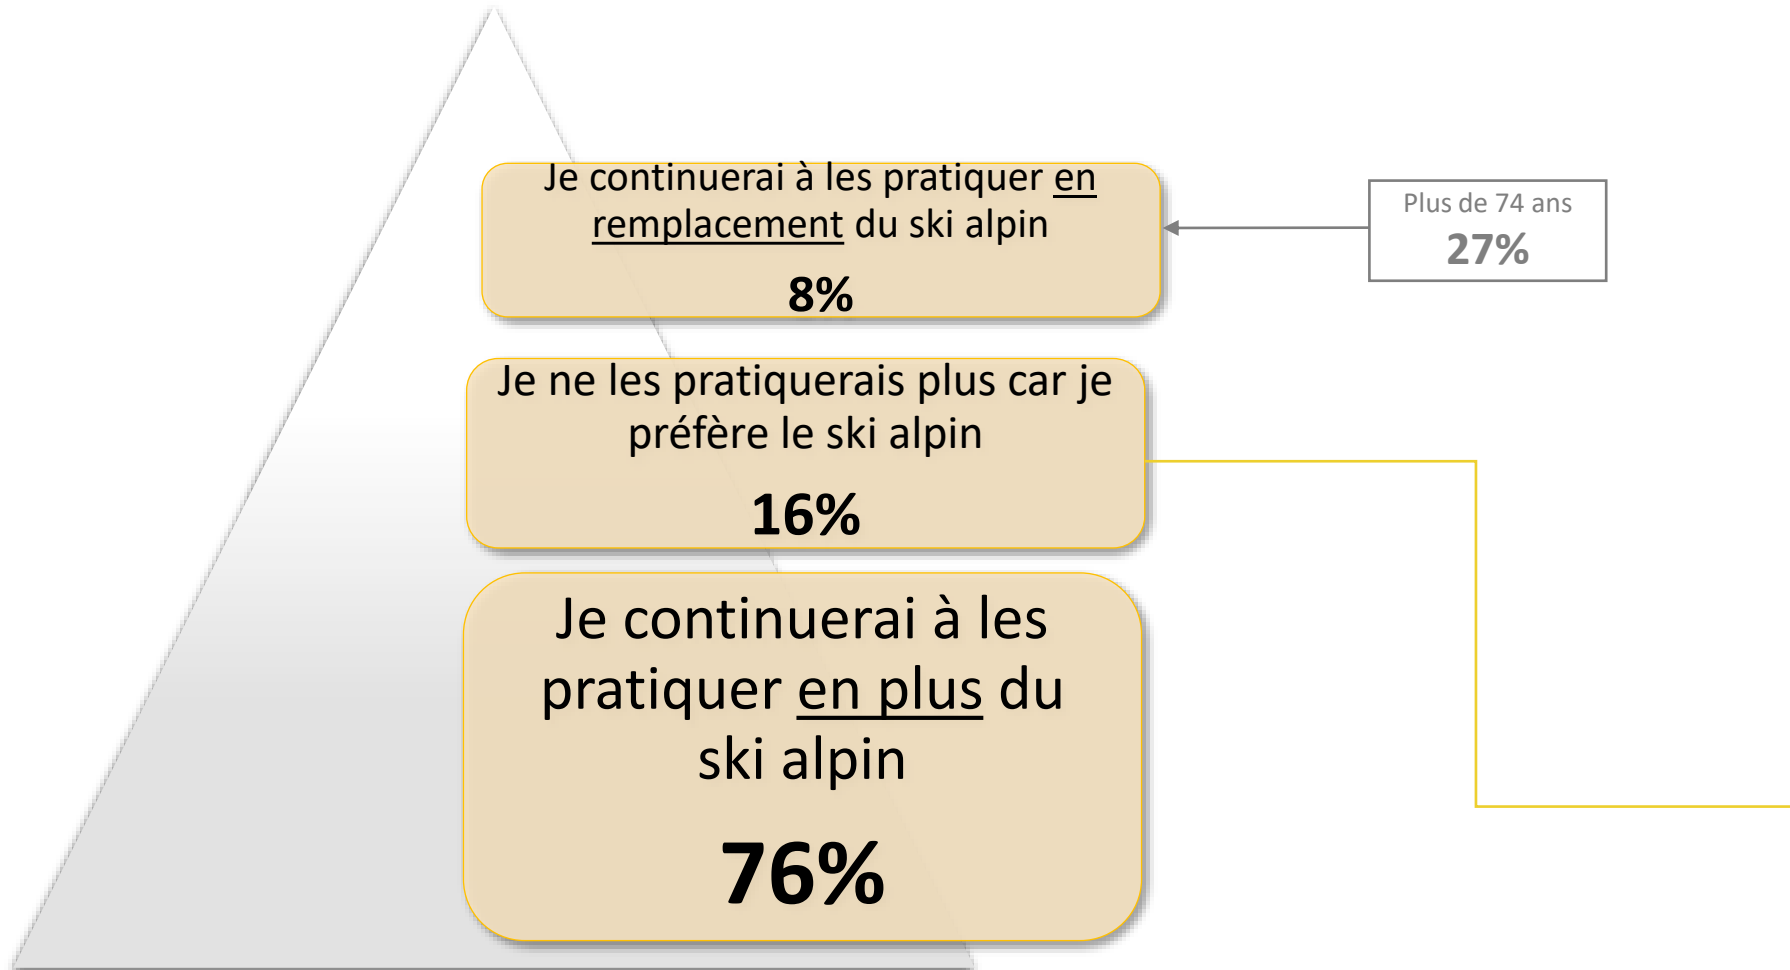 Je continuerai à les pratiquer en
remplacement du ski alpin
8%
Plus de 74 ans
27%
Je ne les pratiquerais plus car je
préfère le ski alpin
16%
Je continuerai à les
pratiquer en plus du
ski alpin
76%